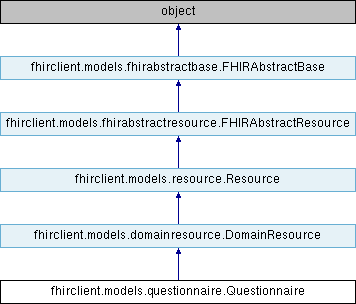 object
fhirclient.models.fhirabstractbase.FHIRAbstractBase
fhirclient.models.fhirabstractresource.FHIRAbstractResource
fhirclient.models.resource.Resource
fhirclient.models.domainresource.DomainResource
fhirclient.models.questionnaire.Questionnaire